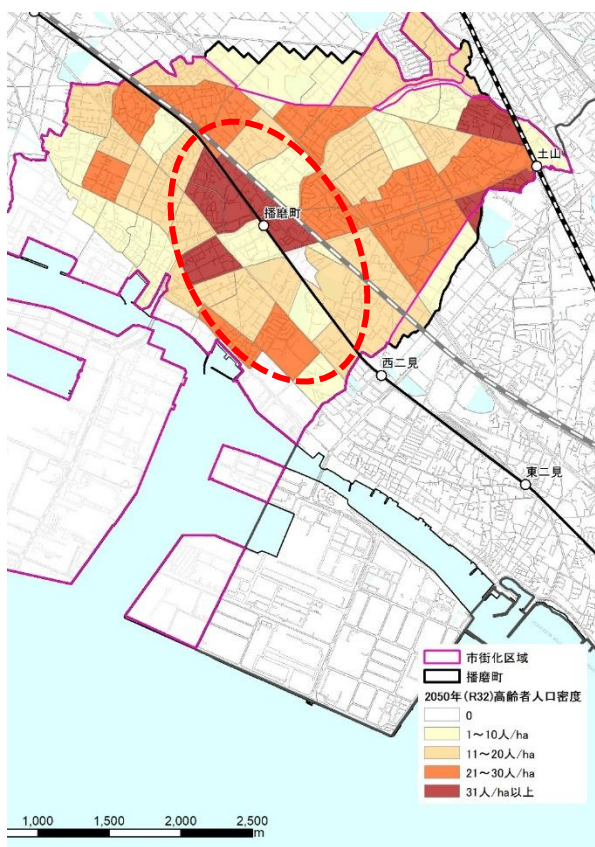 土山
播磨町
西二見
東二見
市街化区域
播磨町
2050年(R32)高齢者人口密度
0
1～10人/ha
11～20人/ha
21～30人/ha
31人/ha以上
1,000 1,500 2,000 2,500
m